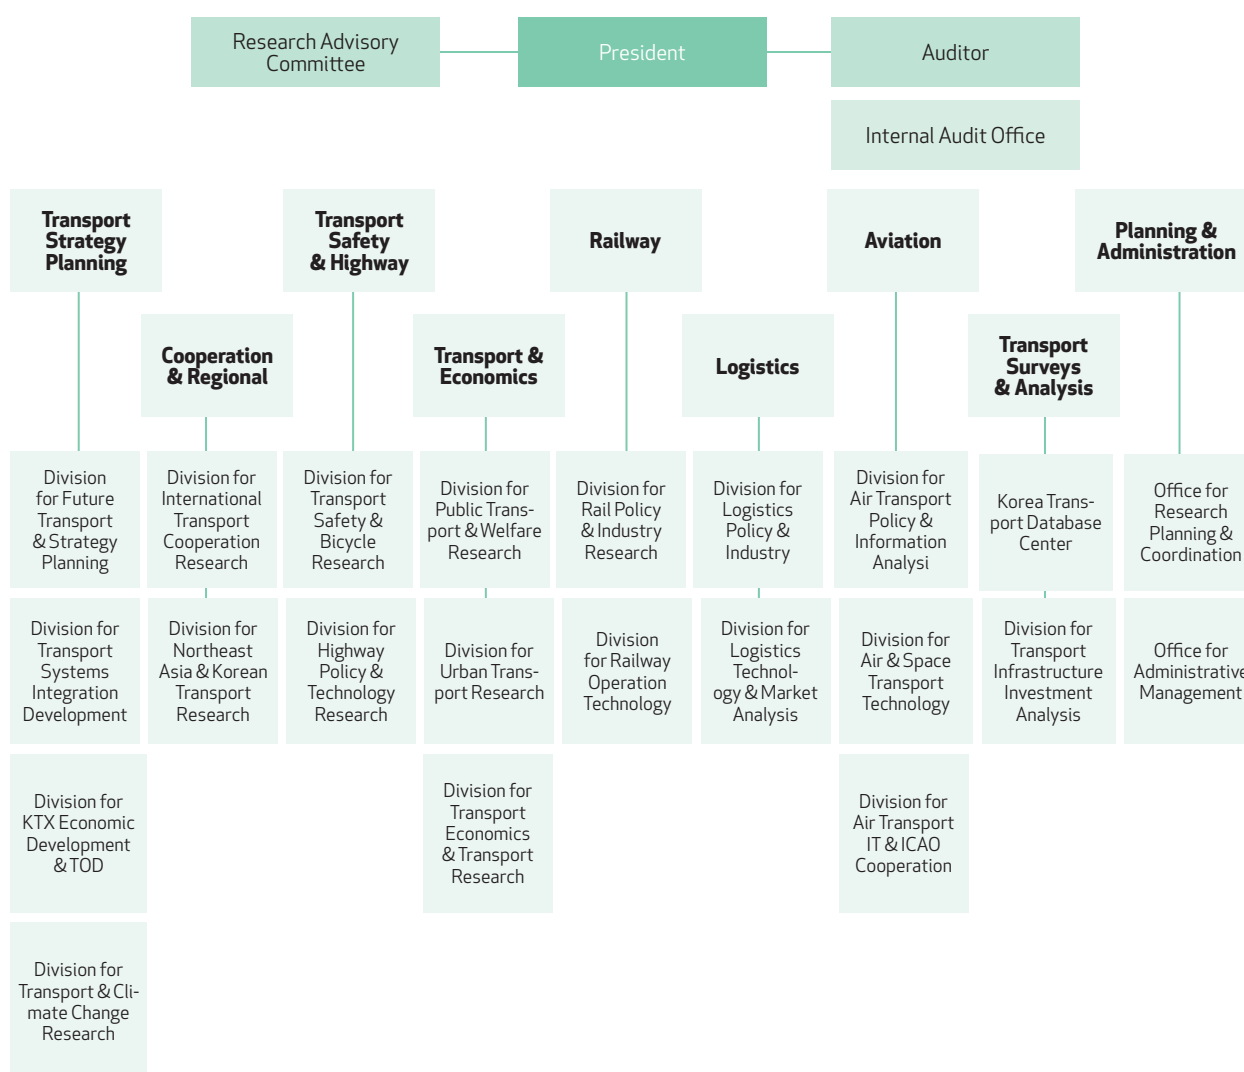 Research Advisory
Committee
President
Auditor
Internal Audit Office
Transport
Strategy
Planning
Transport
Safety
& Highway
Railway
Aviation
Planning &
Administration
Cooperation
& Regional
Transport &
Economics
Logistics
Transport
Surveys
& Analysis
Division
for Future
Transport
& Strategy
Planning
Division for
International
Transport
Cooperation
Research
Division for
Transport
Safety &
Bicycle
Research
Division for
Public Trans-
port & Welfare
Research
Division for
Rail Policy
& Industry
Research
Division for
Logistics
Policy &
Industry
Division for
Air Transport
Policy &
Information
Analysi
Korea Trans-
port Database
Center
Office for
Research
Planning &
Coordination
Division for
Transport
Systems
Integration
Development
Division for
Northeast
Asia & Korean
Transport
Research
Division for
Highway
Policy &
Technology
Research
Division for
Urban Trans-
port Research
Division
for Railway
Operation
Technology
Division for
Logistics
Technol-
ogy & Market
Analysis
Division for
Air & Space
Transport
Technology
Division for
Transport
Infrastructure
Investment
Analysis
Office for
Administrative
Management
Division for
KTX Economic
Development
& TOD
Division for
Transport
Economics
& Transport
Research
Division for
Air Transport
IT & ICAO
Cooperation
Division for
Transport & Cli-
mate Change
Research